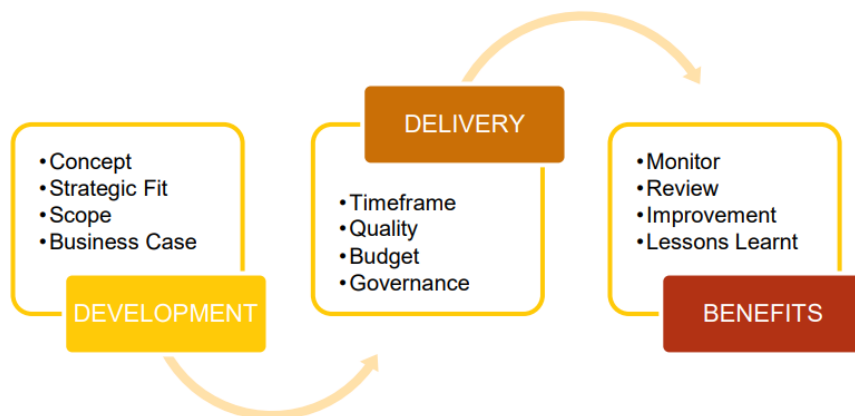 • Concept
• Strategic Fit
• Scope
• Business Case
DEVELOPMENT
DELIVERY
• Timeframe
• Quality
• Budget
• Governance
• Monitor
• Review
• Improvement
• Lessons Learnt
BENEFITS